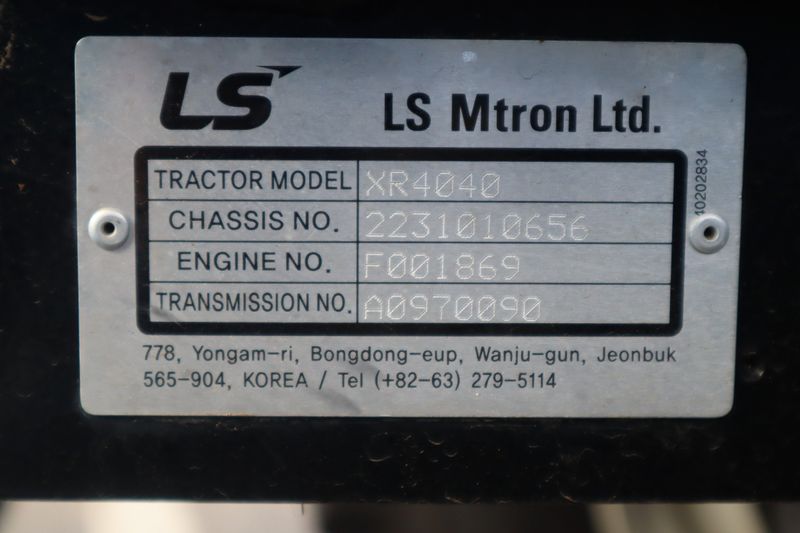 LS LS Mtron Ltd.
TRACTOR MODEL XR4040
CHASSIS NO. 2231010656
ENGINE NO. F001869
TRANSMISSION NO. A0970090
40202834
778, Yongam-ri, Bongdong-eup, Wanju-gun, Jeonbuk
565-904, KOREA / Tel (+82-63) 279-5114